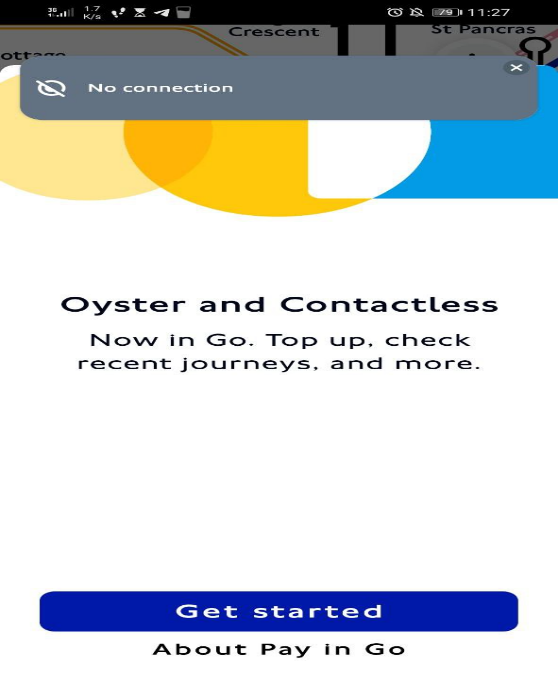 1.7 K/s 79 11:27
Crescent St Pancras
ottage
No connection
Oyster and Contactless
Now in Go. Top up, check
recent journeys, and more.
Get started
About Pay in Go